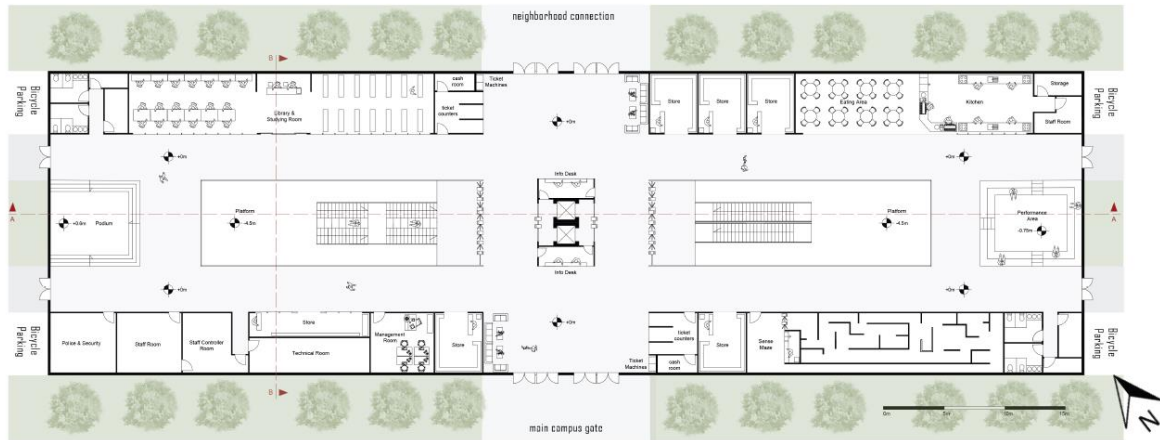 neighborhood connection
B
Bicycle
Parking
Library &
Studying Room
cash
room
ticket
counters
Ticket
Machines
+0m
Store
Store
Store
Eating Area
Kitchen
Storage
Staff Room
Bicycle
Parking
+0m
+0m
A
+0.6m
Podium
Platform
-4.5m
Info Desk
Info Desk
Platform
-4.5m
Performance
Area
-0.75m
A
+0m
+0m
+0m
Bicycle
Parking
Police & Security
Staff Room
Staff Controller
Room
Store
Technical Room
Management
Room
Store
Ticket
Machines
ticket
counters
cash
room
Store
Sense
Maze
Bicycle
Parking
B
main campus gate
0m
5m
10m
15m
N